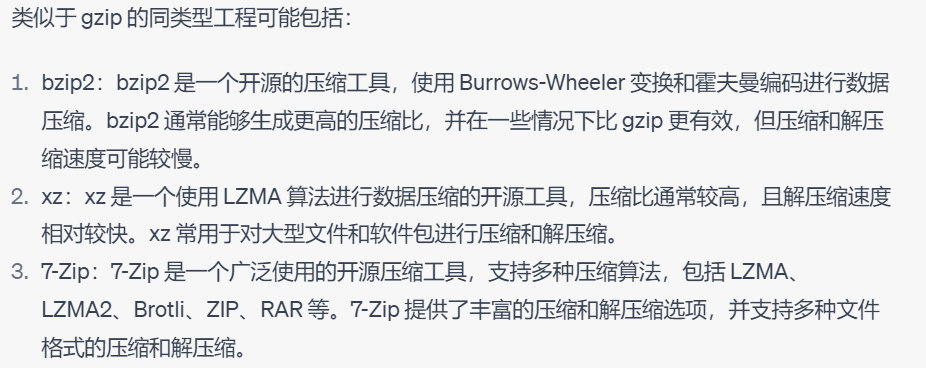 类似于 gzip 的同类型工程可能包括：
1. bzip2：bzip2 是一个开源的压缩工具，使用 Burrows-Wheeler 变换和霍夫曼编码进行数据
压缩。bzip2 通常能够生成更高的压缩比，并在一些情况下比 gzip 更有效，但压缩和解压
缩速度可能较慢。
2. xz：xz 是一个使用 LZMA 算法进行数据压缩的开源工具，压缩比通常较高，且解压缩速度
相对较快。xz 常用于对大型文件和软件包进行压缩和解压缩。
3. 7-Zip：7-Zip 是一个广泛使用的开源压缩工具，支持多种压缩算法，包括 LZMA、
LZMA2、Brotli、ZIP、RAR 等。7-Zip 提供了丰富的压缩和解压缩选项，并支持多种文件
格式的压缩和解压缩。